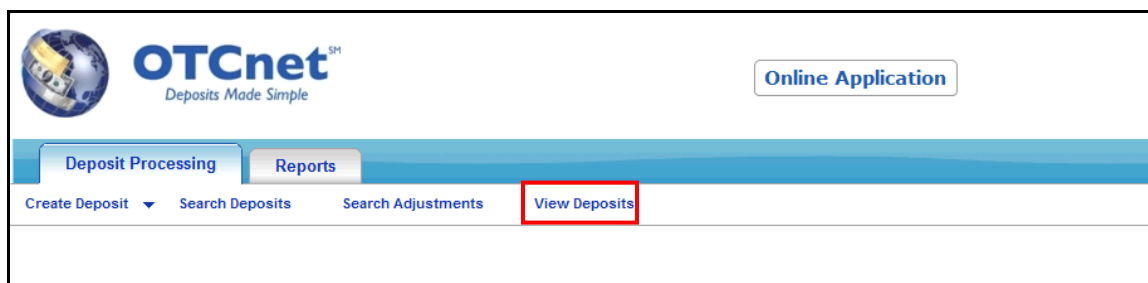 OTCnet℠
Deposits Made Simple
Online Application
Deposit Processing Reports
Create Deposit Search Deposits Search Adjustments View Deposits